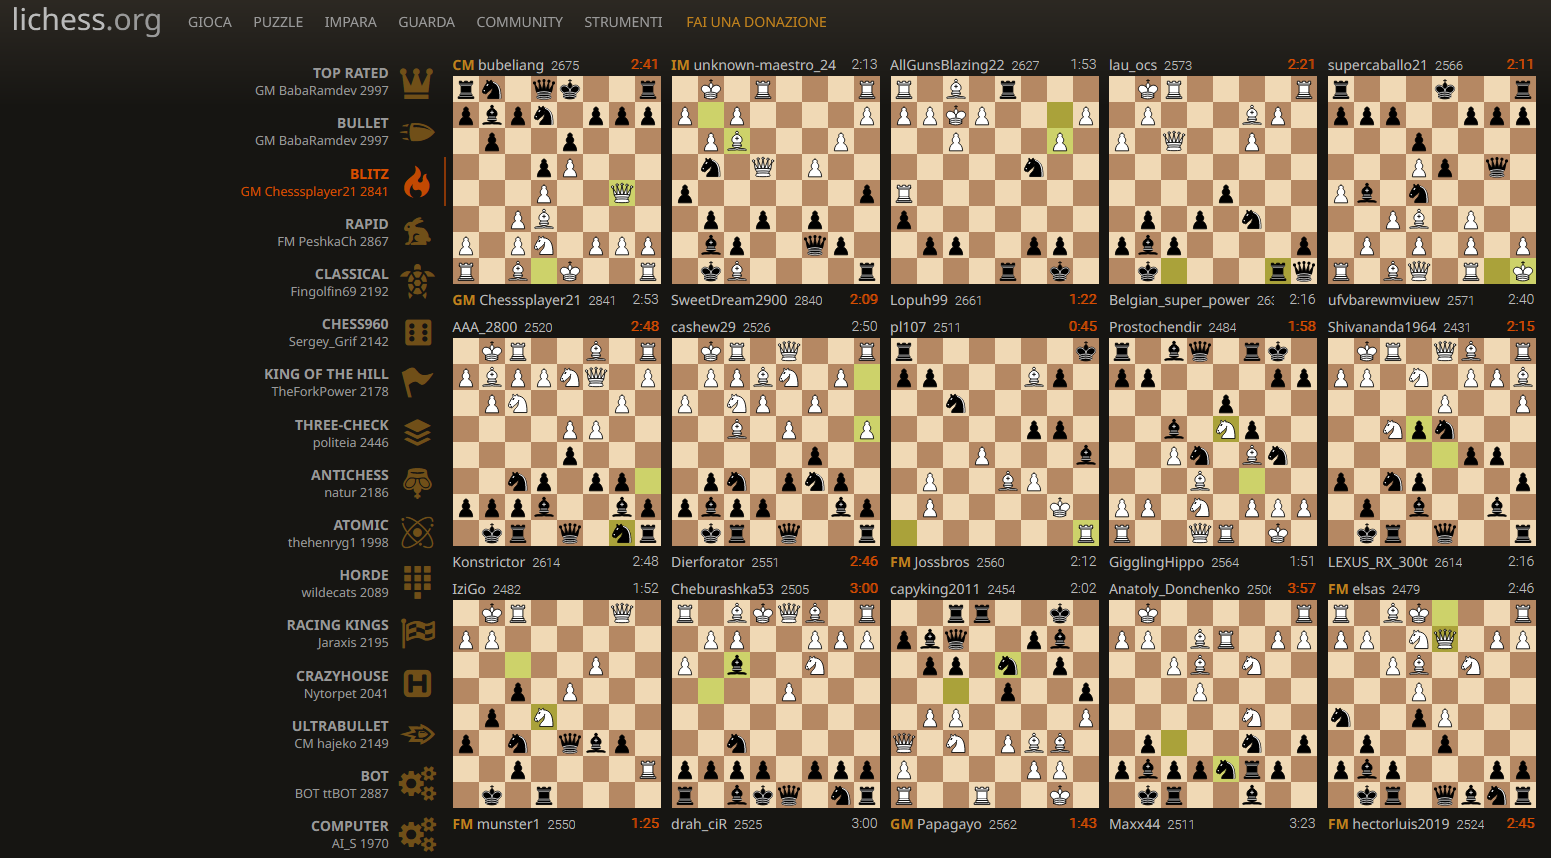 lichess.org GIOCA PUZZLE IMPARA GUARDA COMMUNITY STRUMENTI FAI UNA DONAZIONE
TOP RATED
GM BabaRamdev 2997
BULLET
GM BabaRamdev 2997
BLITZ
GM Chesssplayer21 2841
RAPID
FM PeshkaCh 2867
CLASSICAL
Fingolfin69 2192
CHESS960
Sergey_Grif 2142
KING OF THE HILL
TheForkPower 2178
THREE-CHECK
politeia 2446
ANTICHESS
natur 2186
ATOMIC
thehenryg1 1998
HORDE
wildecats 2089
RACING KINGS
Jaraxis 2195
CRAZYHOUSE
Nytorpet 2041
ULTRABULLET
CM hajeko 2149
BOT
BOT ttBOT 2887
COMPUTER
AI_S 1970
CM bubeliang 2675 2:41
GM Chesssplayer21 2841 2:53
IM unknown-maestro_24 2:13
SweetDream2900 2840 2:09
AllGunsBlazing22 2627 1:53
Lopuh99 2661 1:22
lau_ocs 2573 2:21
Belgian_super_power 263 2:16
supercaballo21 2566 2:11
ufvbarewmviuew 2571 2:40
AAA_2800 2520 2:48
Konstrictor 2614 2:48
cashew29 2526 2:50
Dierforator 2551 2:46
pl107 2511 0:45
FM Jossbros 2560 2:12
Prostochendir 2484 1:58
GigglingHippo 2564 1:51
Shivananda1964 2431 2:15
LEXUS_RX_300t 2614 2:16
IziGo 2482 1:52
FM munster1 2550 1:25
Cheburashka53 2505 3:00
drah_ciR 2525 3:00
capyking2011 2454 2:02
GM Papagayo 2562 1:43
Anatoly_Donchenko 2506 3:57
Maxx44 2511 3:23
FM elsas 2479 2:46
FM hectorluis2019 2524 2:45